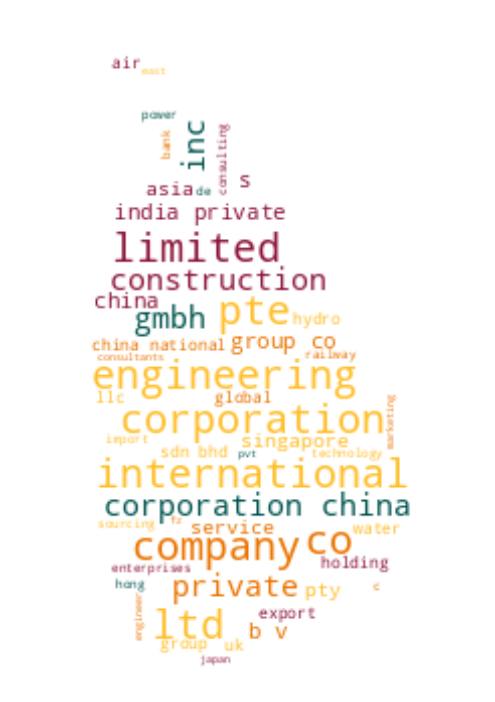 air
east
power
bank
inc
consulting
s
asia
de
india private
limited
construction
china
gmbh
pte
hydro
china national
group co
consultants
railway
engineering
llc
global
corporation
marketing
import
singapore
sdn bhd
pvt
technology
international
corporation china
sourcing
fz
service
water
company
co
enterprises
holding
hong
private
pty
c
engineer
ltd
export
b v
group
uk
japan